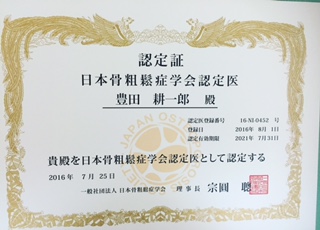 認定証
日本骨粗鬆症学会認定医
豊田 耕一郎 殿
認定医登録番号 16-NI-0452 号
登録日 2016年 8月 1日
認定有効期限 2021年 7月31日
貴殿を日本骨粗鬆症学会認定医として認定する
2016 年 7 月 25日
一般社団法人 日本骨粗鬆症学会 理事長 宗圓 聰
JAPAN OST